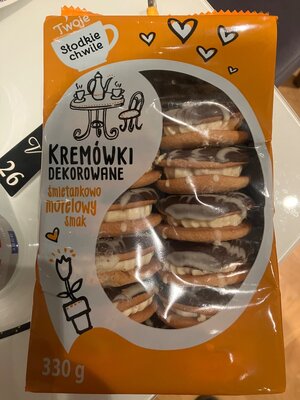 Twoje
Słodkie
chwile
KREMÓWKI
DEKOROWANE
śmietankowo
morelowy
smak
330 g
26